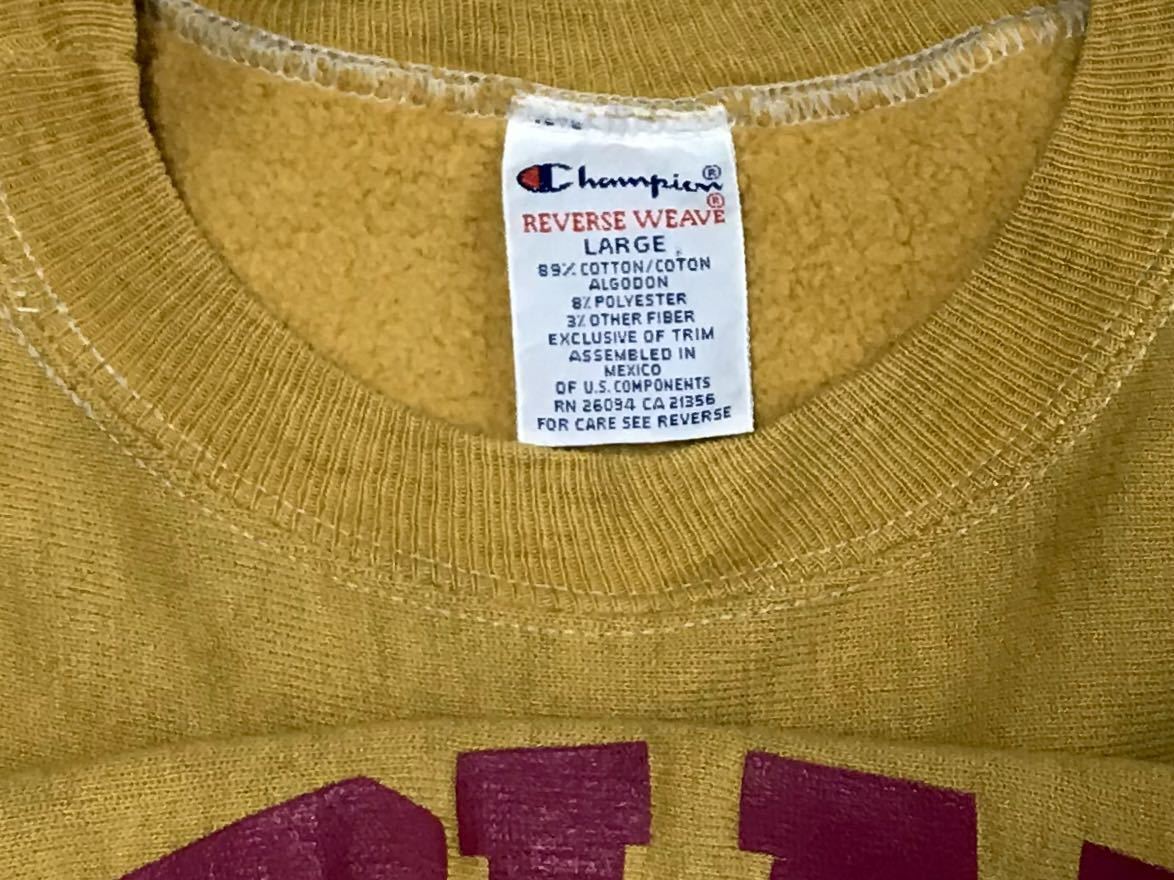 Champion®
REVERSE WEAVE®
LARGE
89% COTTON/COTON
ALGODON
8% POLYESTER
3% OTHER FIBER
EXCLUSIVE OF TRIM
ASSEMBLED IN
MEXICO
OF U.S. COMPONENTS
RN 26094 CA 21356
FOR CARE SEE REVERSE